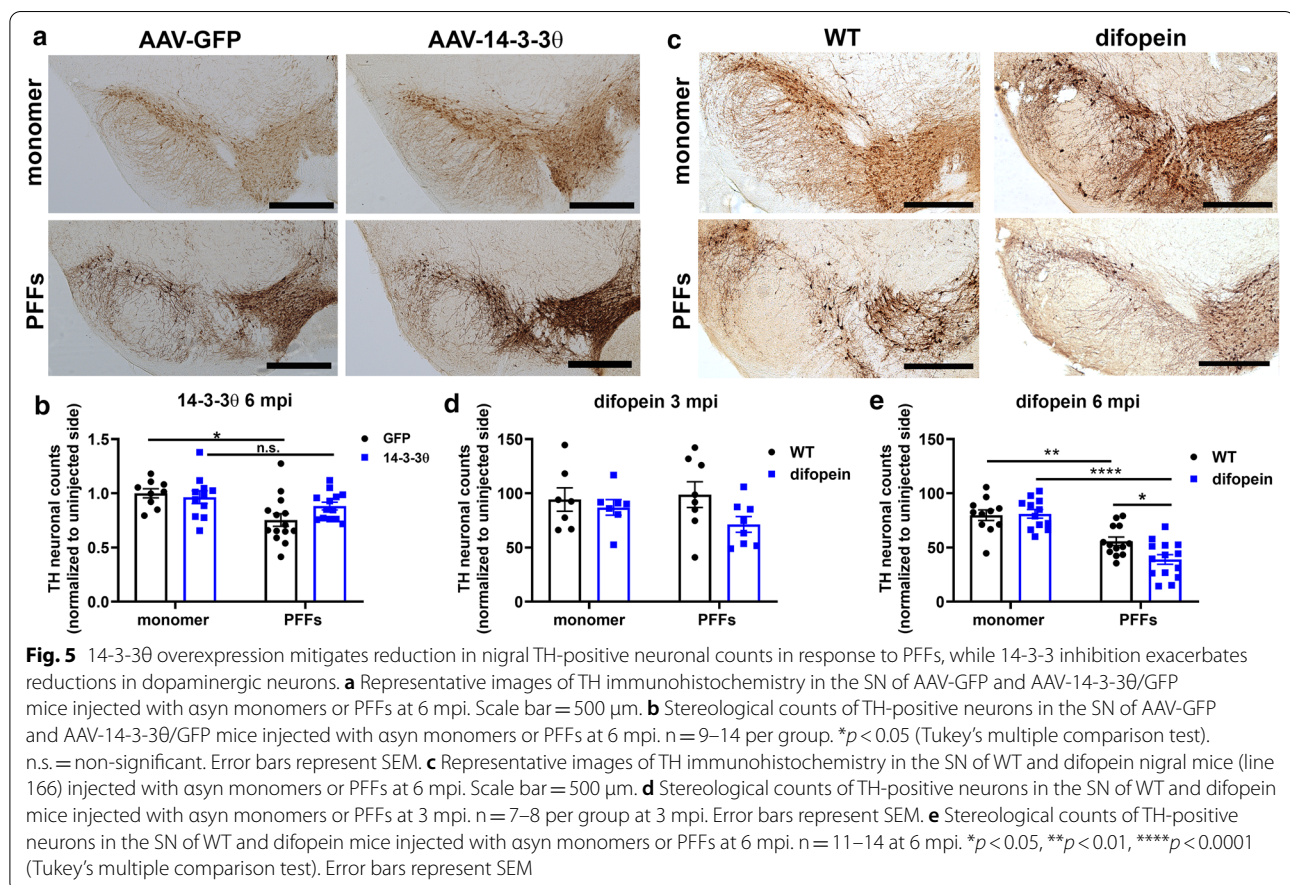 a
AAV-GFP
AAV-14-3-3θ
monomer
PFFs
c
WT
difopein
monomer
PFFs
b
14-3-3θ 6 mpi
TH neuronal counts
(normalized to uninjected side)
1.5
1.0
0.5
0.0
*
n.s.
GFP
14-3-3θ
monomer
PFFs
d
difopein 3 mpi
TH neuronal counts
(normalized to uninjected side)
150
100
50
0
WT
difopein
monomer
PFFs
e
difopein 6 mpi
TH neuronal counts
(normalized to uninjected side)
150
100
50
0
**
****
*
WT
difopein
monomer
PFFs
Fig. 5 14-3-3θ overexpression mitigates reduction in nigral TH-positive neuronal counts in response to PFFs, while 14-3-3 inhibition exacerbates
reductions in dopaminergic neurons. a Representative images of TH immunohistochemistry in the SN of AAV-GFP and AAV-14-3-3θ/GFP
mice injected with αsyn monomers or PFFs at 6 mpi. Scale bar = 500 μm. b Stereological counts of TH-positive neurons in the SN of AAV-GFP
and AAV-14-3-3θ/GFP mice injected with αsyn monomers or PFFs at 6 mpi. n = 9–14 per group. *p < 0.05 (Tukey's multiple comparison test).
n.s. = non-significant. Error bars represent SEM. c Representative images of TH immunohistochemistry in the SN of WT and difopein nigral mice (line
166) injected with αsyn monomers or PFFs at 6 mpi. Scale bar = 500 μm. d Stereological counts of TH-positive neurons in the SN of WT and difopein
mice injected with αsyn monomers or PFFs at 3 mpi. n = 7–8 per group at 3 mpi. Error bars represent SEM. e Stereological counts of TH-positive
neurons in the SN of WT and difopein mice injected with αsyn monomers or PFFs at 6 mpi. n = 11–14 at 6 mpi. *p < 0.05, **p < 0.01, ****p < 0.0001
(Tukey's multiple comparison test). Error bars represent SEM